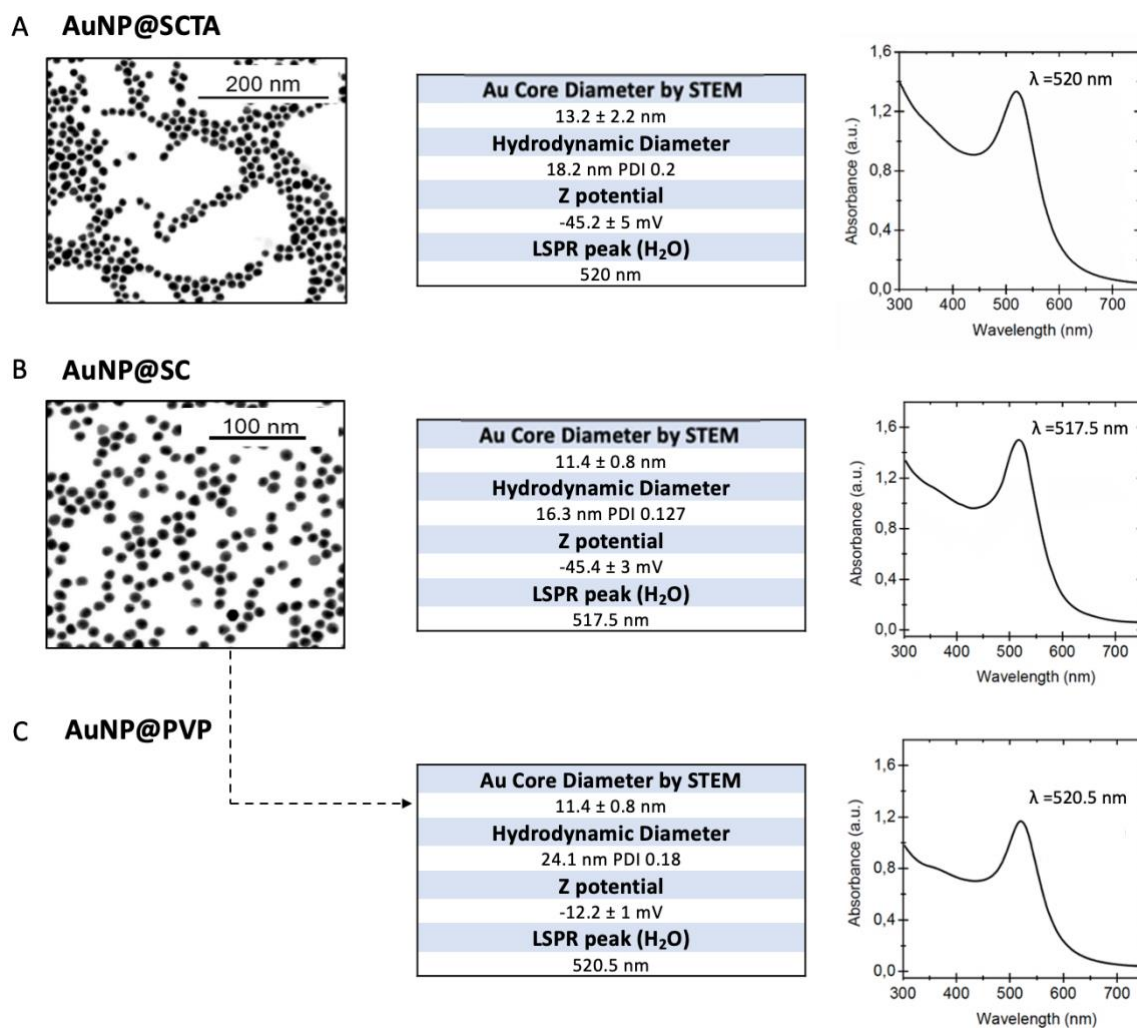 A AuNP@SCTA
200 nm
Au Core Diameter by STEM
13.2 ± 2.2 nm
Hydrodynamic Diameter
18.2 nm PDI 0.2
Z potential
-45.2 ± 5 mV
LSPR peak (H₂O)
520 nm
λ =520 nm
Absorbance (a.u.)
1,6
1,2
0,8
0,4
0,0
300 400 500 600 700
Wavelength (nm)
B AuNP@SC
100 nm
Au Core Diameter by STEM
11.4 ± 0.8 nm
Hydrodynamic Diameter
16.3 nm PDI 0.127
Z potential
-45.4 ± 3 mV
LSPR peak (H₂O)
517.5 nm
λ =517.5 nm
Absorbance (a.u.)
1,6
1,2
0,8
0,4
0,0
300 400 500 600 700
Wavelength (nm)
C AuNP@PVP
Au Core Diameter by STEM
11.4 ± 0.8 nm
Hydrodynamic Diameter
24.1 nm PDI 0.18
Z potential
-12.2 ± 1 mV
LSPR peak (H₂O)
520.5 nm
λ =520.5 nm
Absorbance (a.u.)
1,6
1,2
0,8
0,4
0,0
300 400 500 600 700
Wavelength (nm)